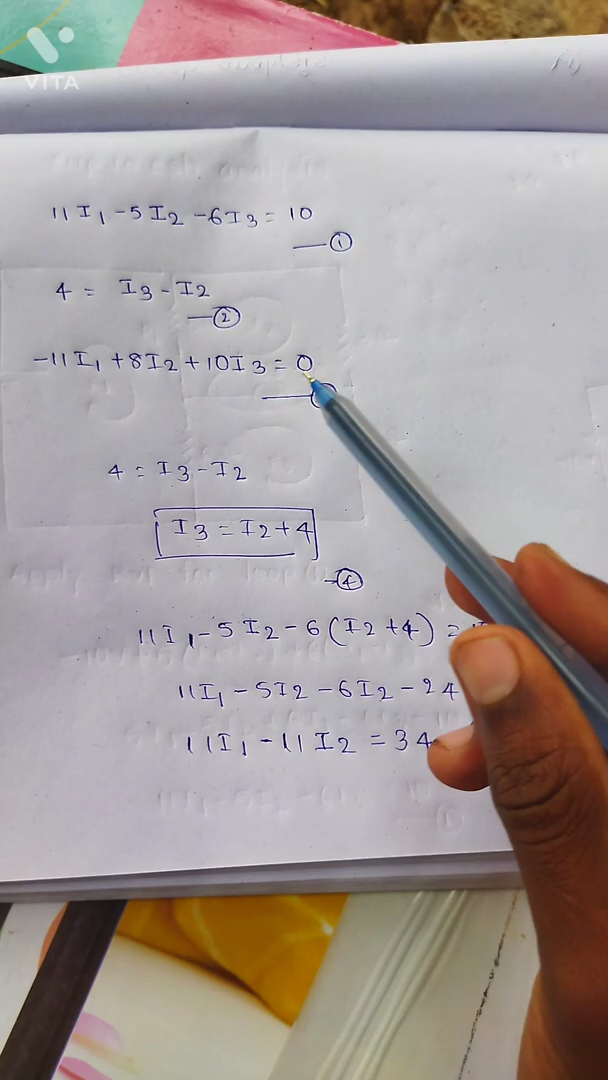 VITA
11I1 - 5I2 - 6I3 = 10
— ①
4 = I3 - I2
— ②
-11I1 + 8I2 + 10I3 = 0
4 = I3 - I2
I3 = I2 + 4
— ④
11I1 - 5I2 - 6(I2 + 4) =
11I1 - 5I2 - 6I2 - 24
11I1 - 11I2 = 34